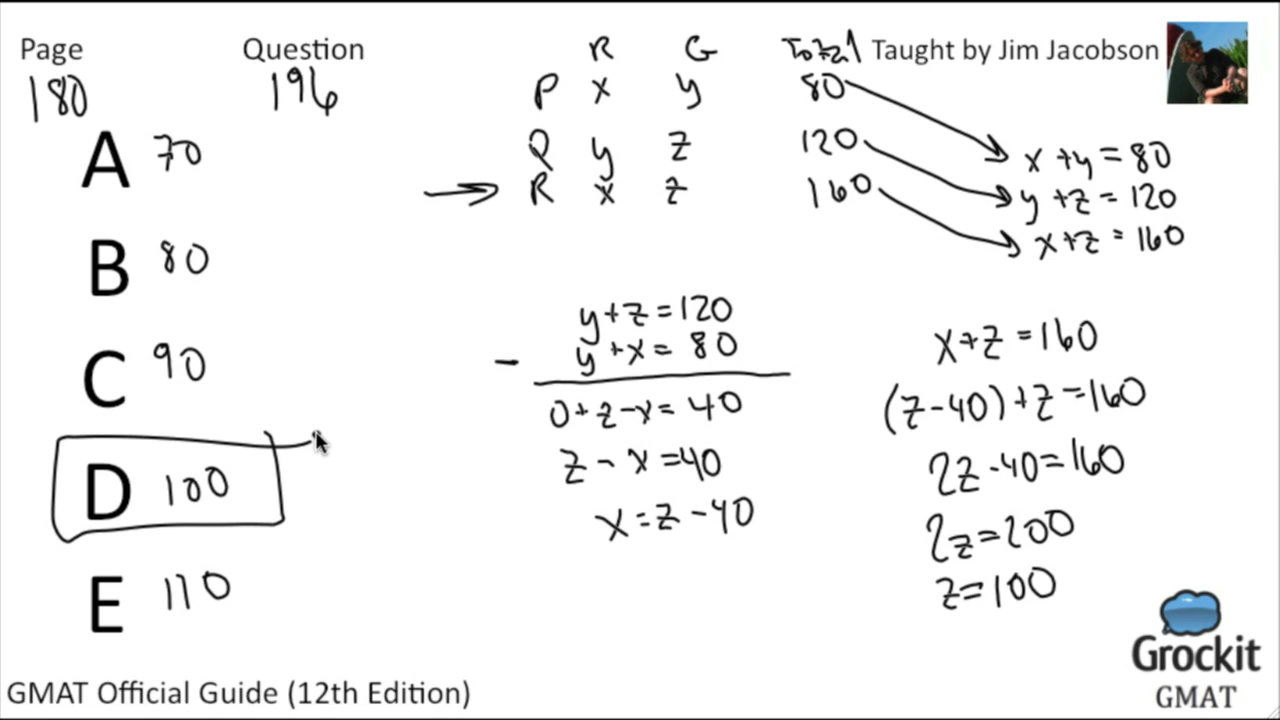 Page Question R G Total Taught by Jim Jacobson
180 196 P x y 80
A 70 Q y z 120 x + y = 80
R x z 160 y + z = 120
x + z = 160
B 80
y + z = 120
C 90 - y + x = 80 x + z = 160
0 + z - x = 40 (z - 40) + z = 160
D 100 z - x = 40 2z - 40 = 160
x = z - 40 2z = 200
E 110 z = 100
Grockit
GMAT Official Guide (12th Edition) GMAT